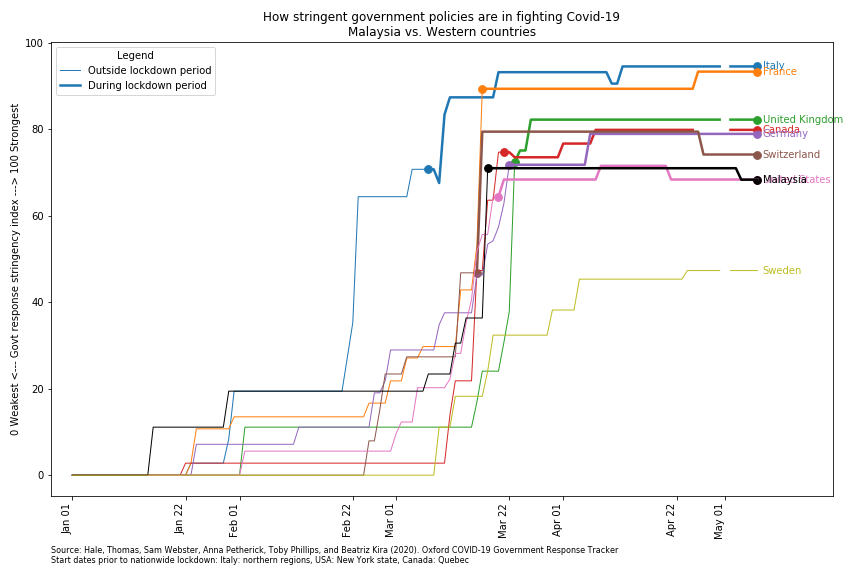 How stringent government policies are in fighting Covid-19
Malaysia vs. Western countries
Legend
Outside lockdown period
During lockdown period
0 Weakest <--- Govt response stringency index ---> 100 Strongest
100
80
60
40
20
0
Italy
France
United Kingdom
Canada
Germany
Switzerland
Malaysia
States
Sweden
Jan 01
Jan 22
Feb 01
Feb 22
Mar 01
Mar 22
Apr 01
Apr 22
May 01
Source: Hale, Thomas, Sam Webster, Anna Petherick, Toby Phillips, and Beatriz Kira (2020). Oxford COVID-19 Government Response Tracker
Start dates prior to nationwide lockdown: Italy: northern regions, USA: New York state, Canada: Quebec